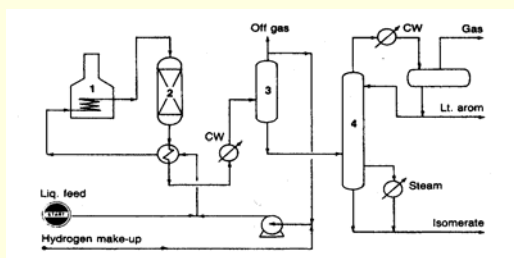 Off gas
CW
Gas
1
2
3
4
CW
Lt. arom
Steam
Liq. feed
START
Isomerate
Hydrogen make-up